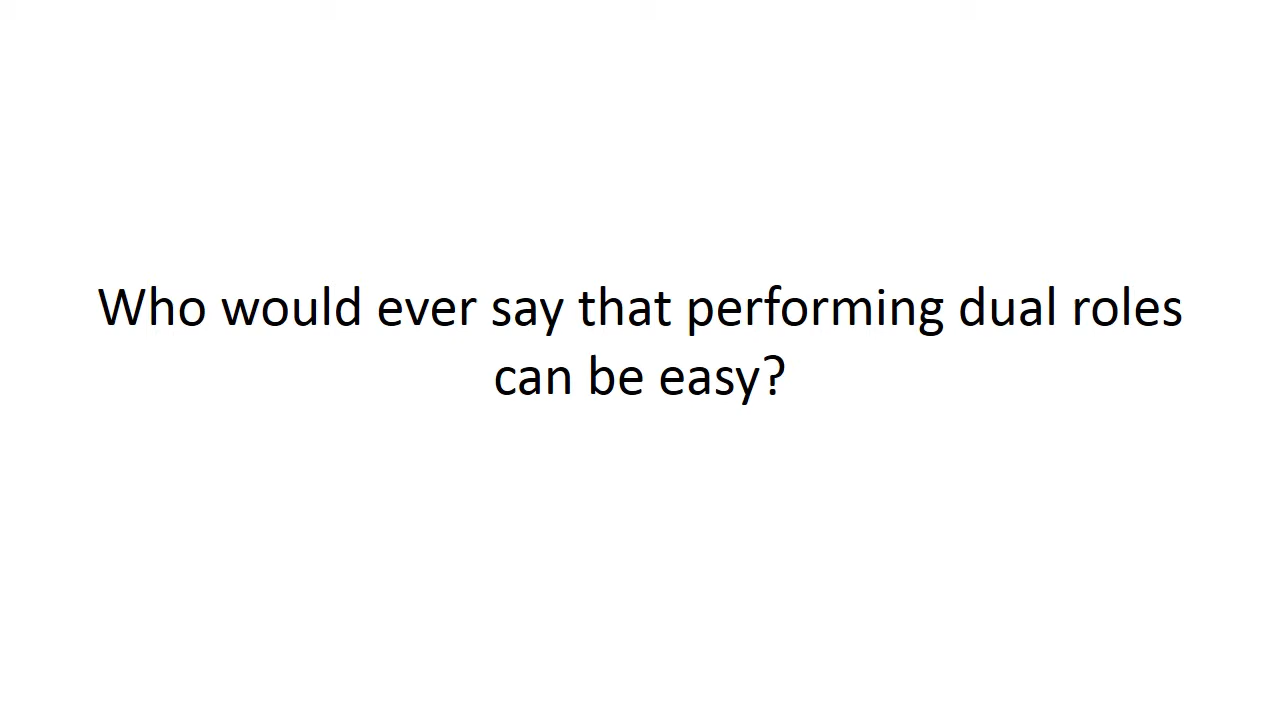 Who would ever say that performing dual roles
can be easy?